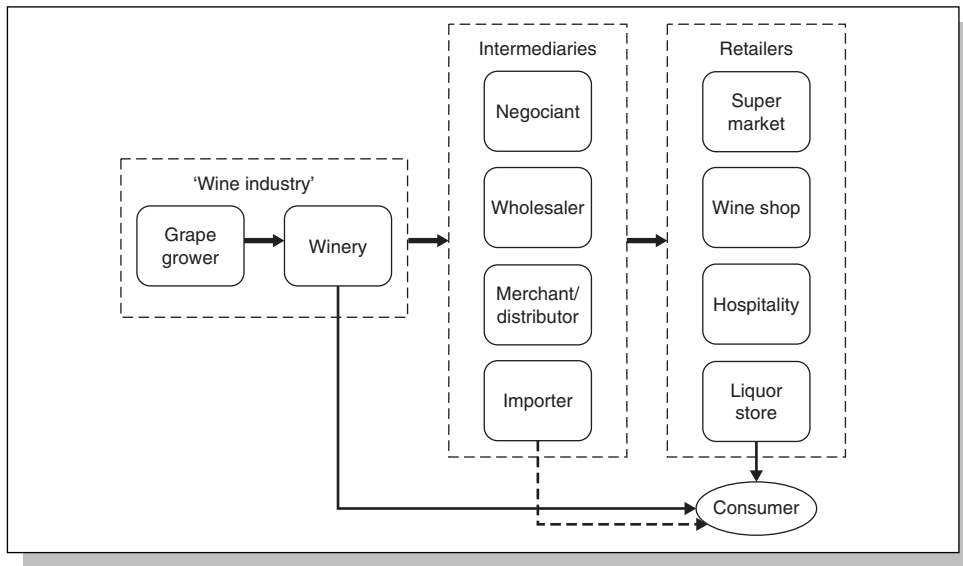 Intermediaries
Retailers
Negociant
Super
market
'Wine industry'
Grape
grower
Winery
Wholesaler
Wine shop
Merchant/
distributor
Hospitality
Importer
Liquor
store
Consumer